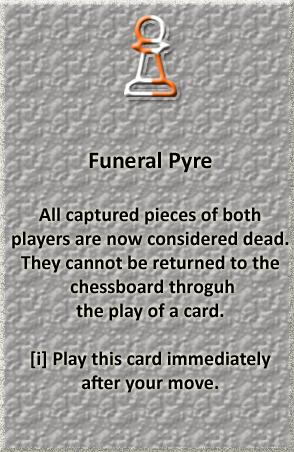 Funeral Pyre
All captured pieces of both
players are now considered dead.
They cannot be returned to the
chessboard throguh
the play of a card.
[i] Play this card immediately
after your move.